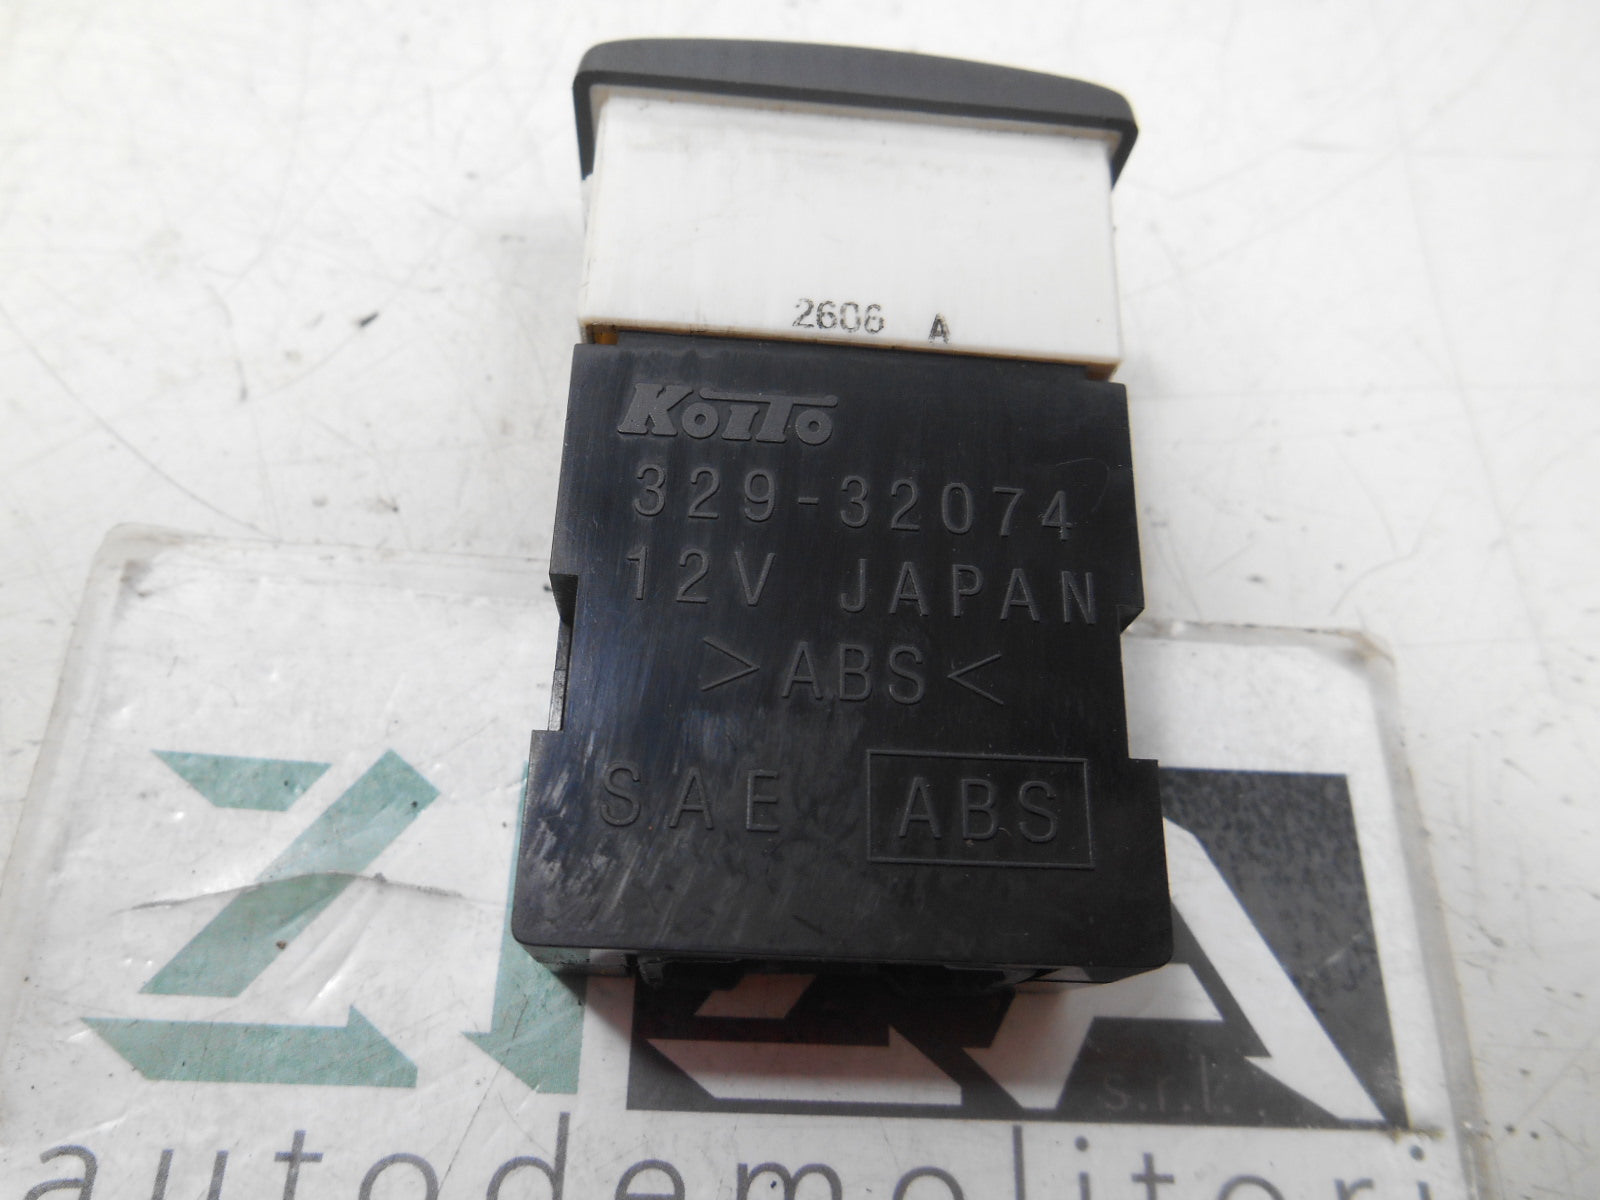 2606 A
KOITO
329-32074
12V JAPAN
>ABS<
SAE ABS
s.r.l.
autodemolitori